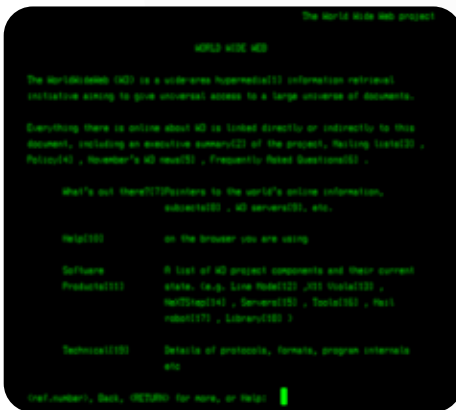 The World Wide Web project
WORLD WIDE WEB
The WorldWideWeb (W3) is a wide-area hypermedia[1] information retrieval
initiative aiming to give universal access to a large universe of documents.
Everything there is online about W3 is linked directly or indirectly to this
document, including an executive summary[2] of the project, Mailing lists[3] ,
Policy[4] , November's W3 news[5] , Frequently Asked Questions[6] .
What's out there?[7]Pointers to the world's online information,
subjects[8] , W3 servers[9], etc.
Help[10] on the browser you are using
Software A list of W3 project components and their current
Products[11] state. (e.g. Line Mode[12] ,X11 Viola[13] ,
NeXTStep[14] , Servers[15] , Tools[16] , Mail
robot[17] , Library[18] )
Technical[19] Details of protocols, formats, program internals
etc
<ref.number>, Back, <RETURN> for more, or Help: